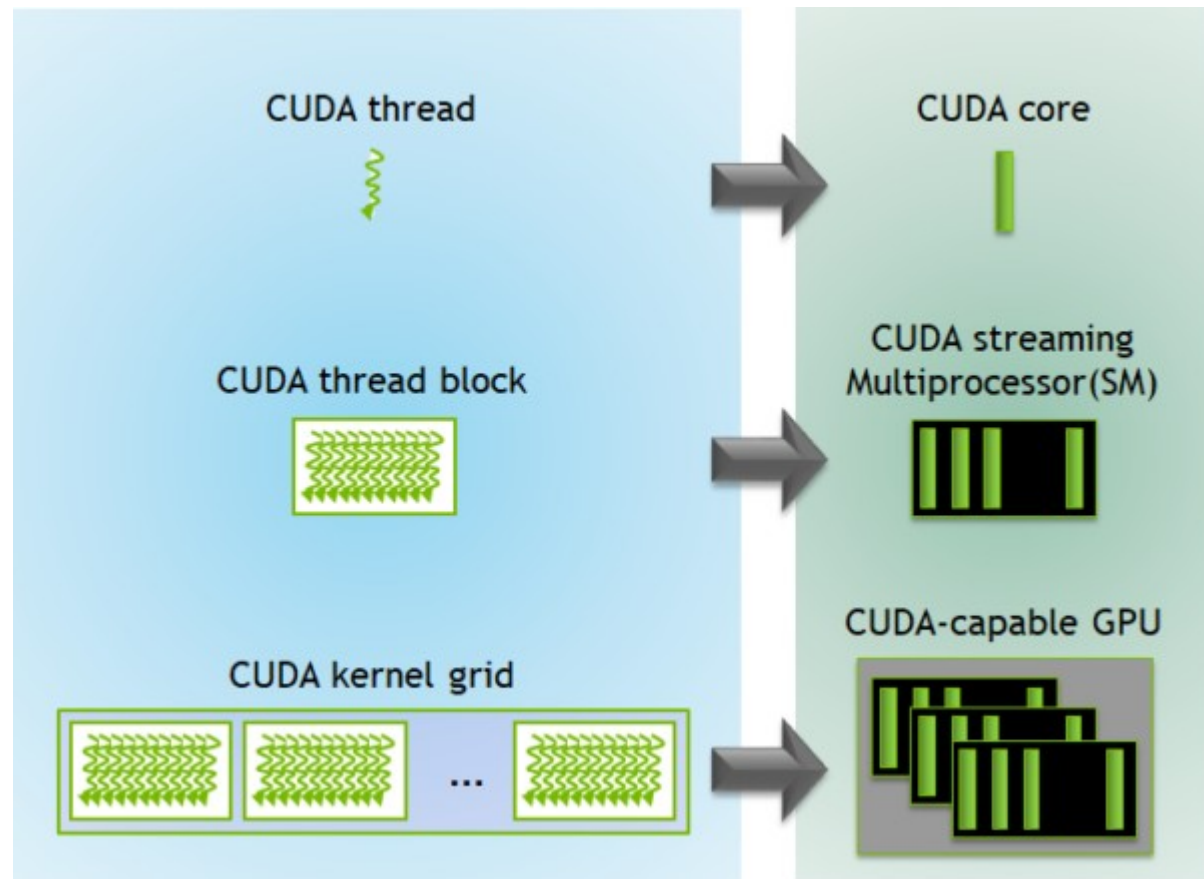 CUDA thread
CUDA core
CUDA thread block
CUDA streaming
Multiprocessor(SM)
CUDA kernel grid
...
CUDA-capable GPU